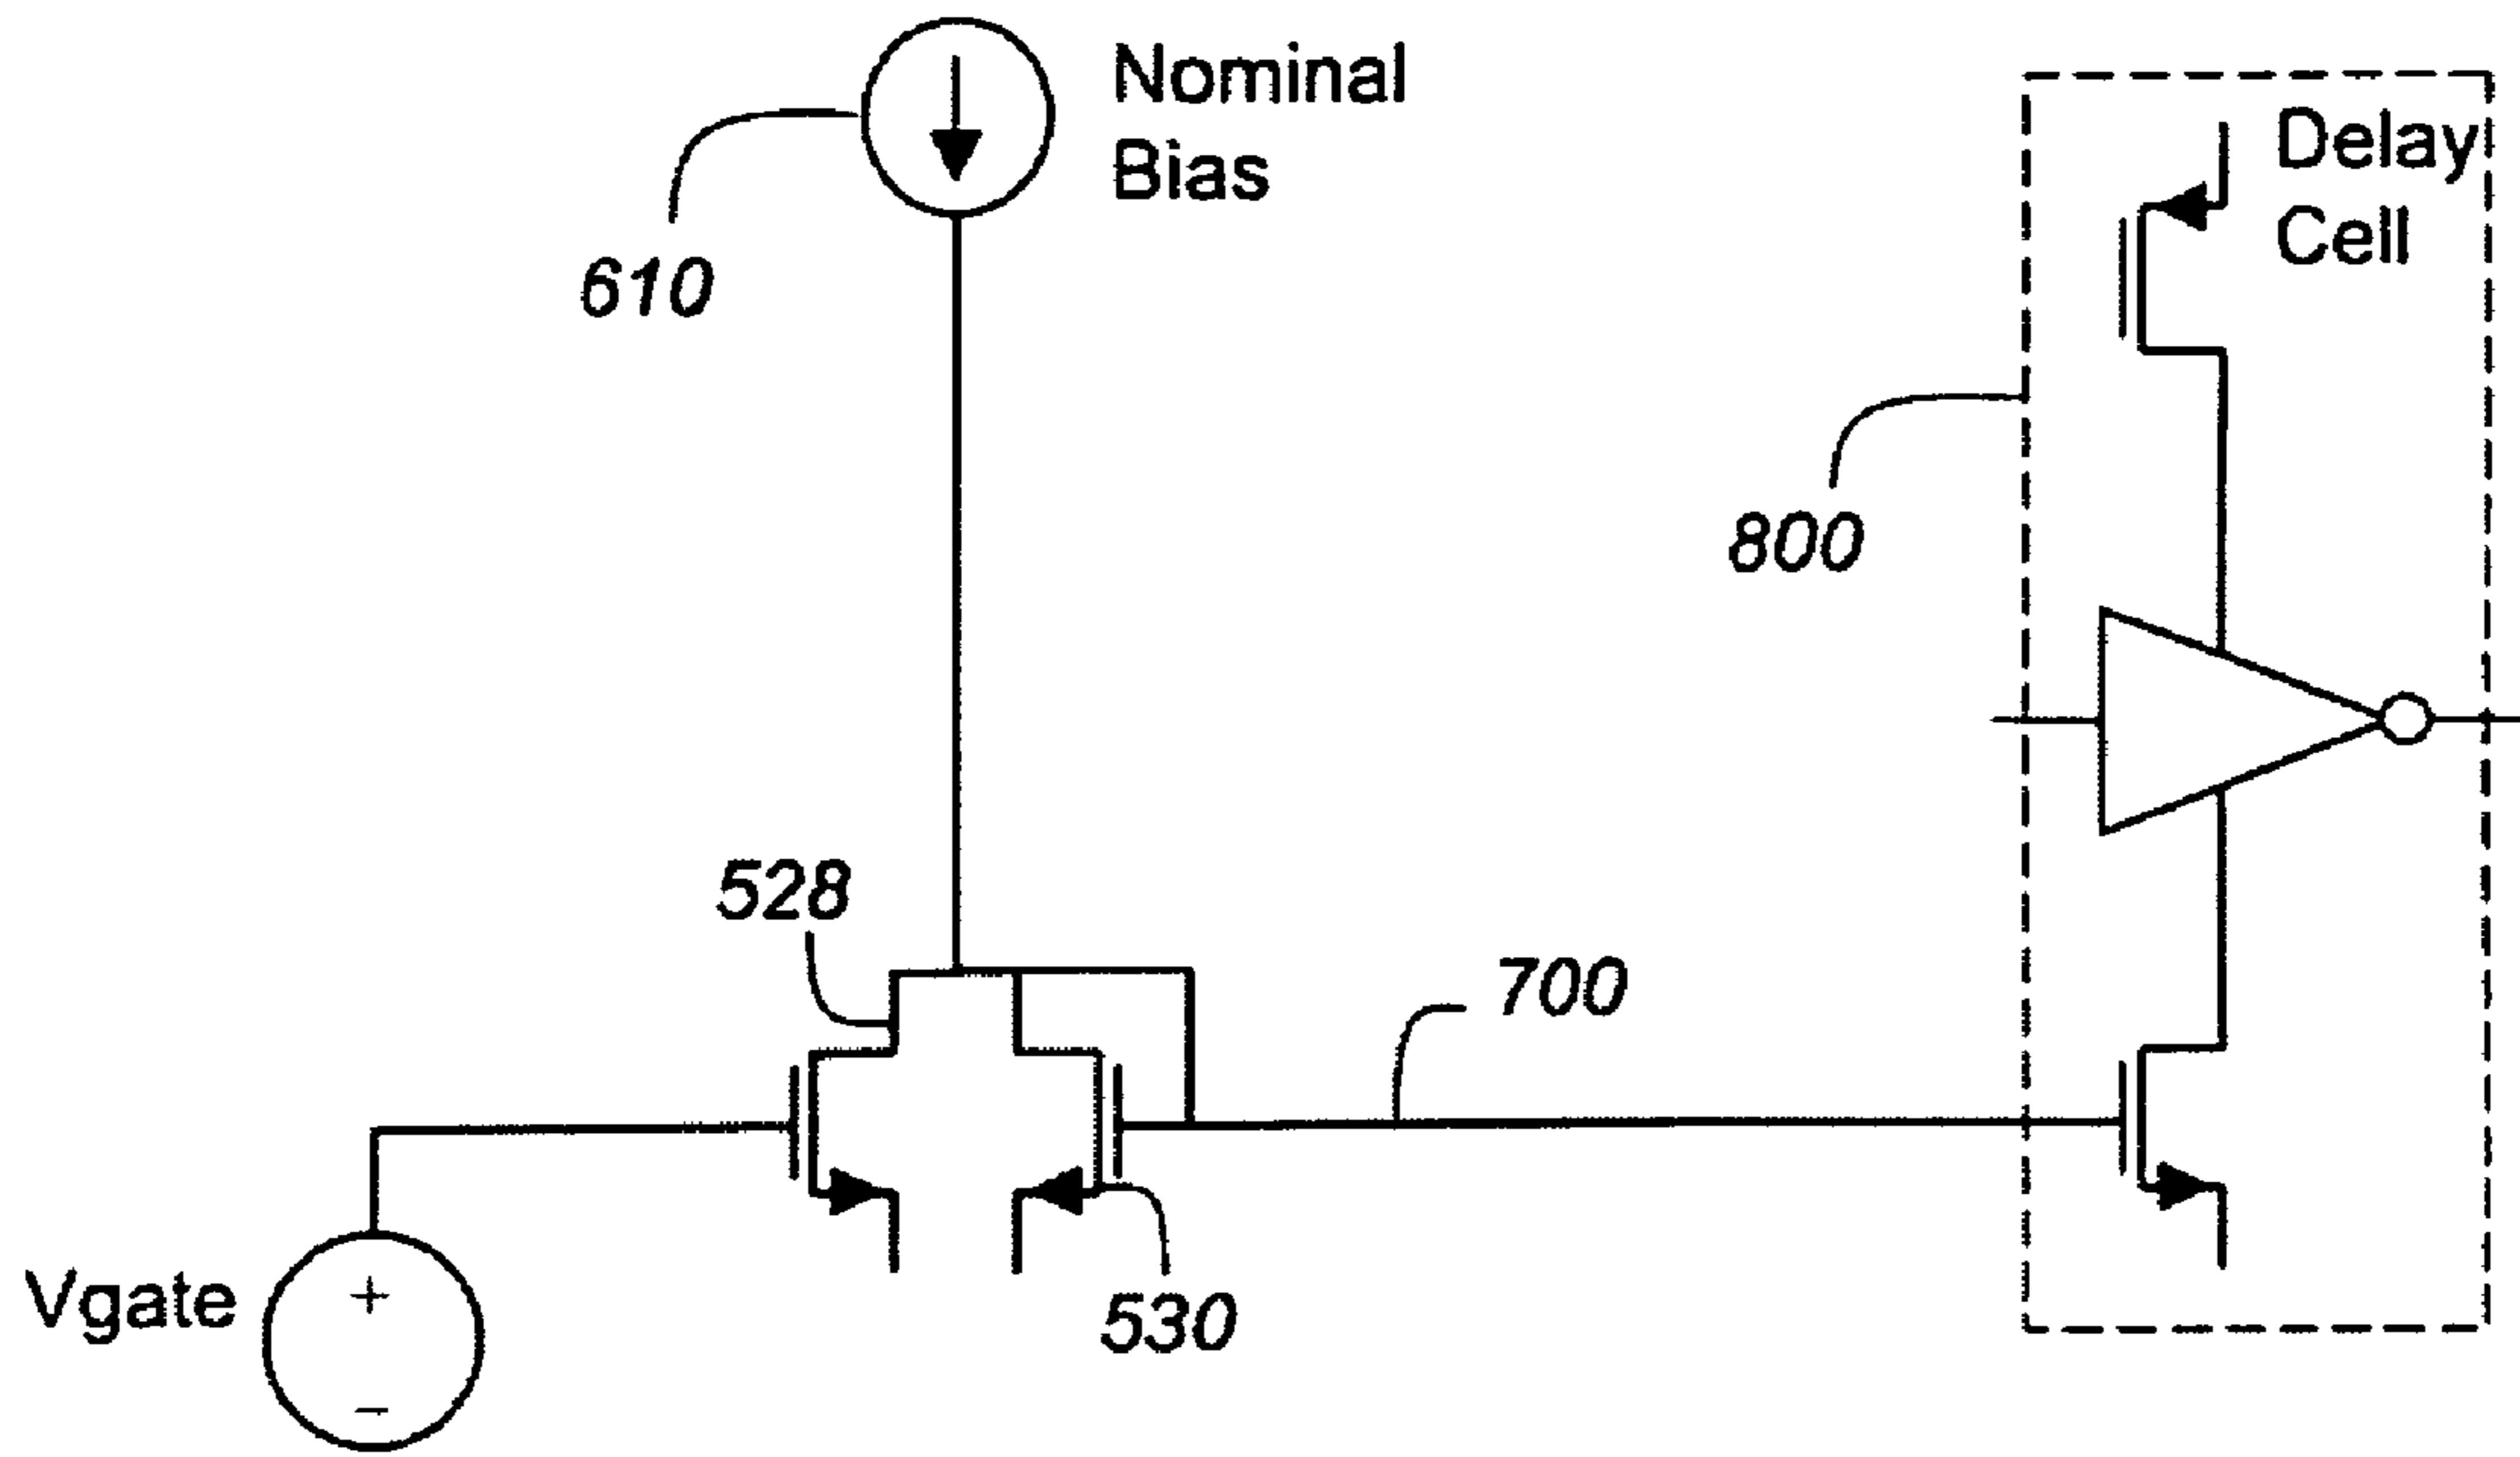 Nominal
Bias
Delay
Cell
610
800
528
700
Vgate
+
−
530